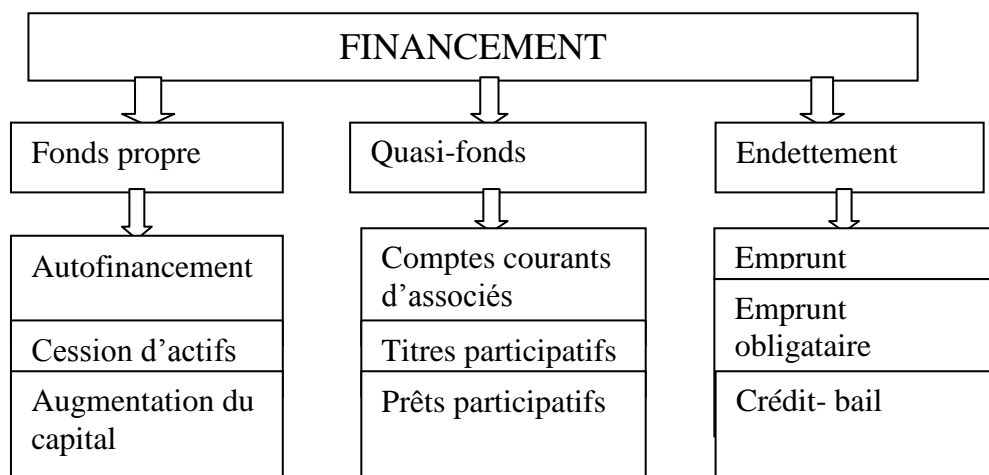 FINANCEMENT
Fonds propre
Quasi-fonds
Endettement
Autofinancement
Cession d'actifs
Augmentation du
capital
Comptes courants
d'associés
Titres participatifs
Prêts participatifs
Emprunt
Emprunt
obligataire
Crédit- bail